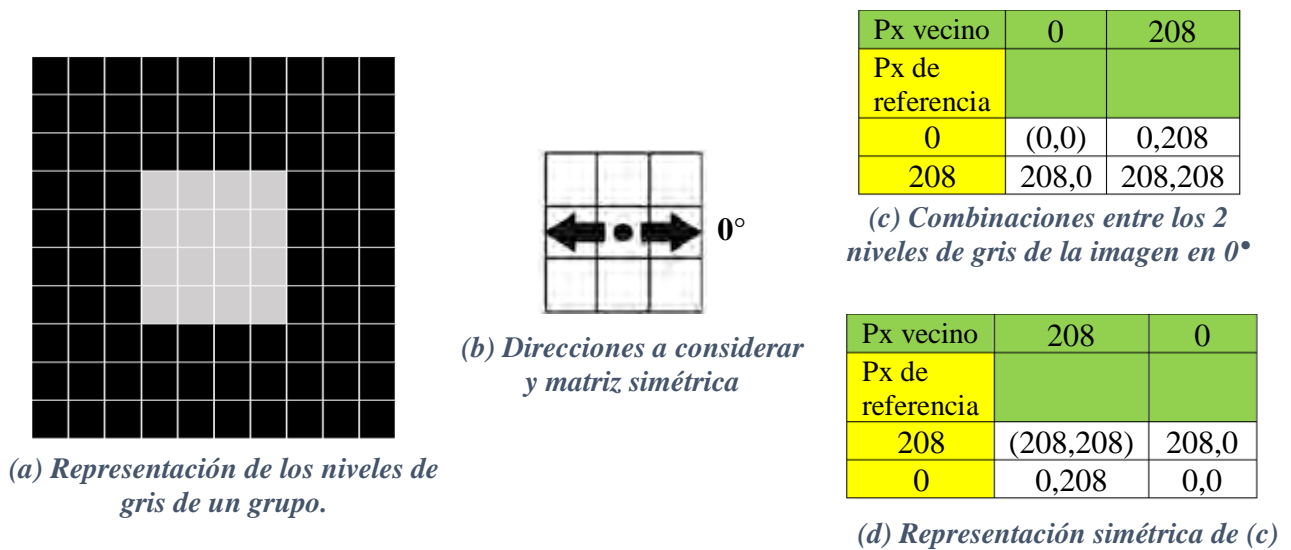 Px vecino 0 208
Px de
referencia
0 (0,0) 0,208
208 208,0 208,208
(c) Combinaciones entre los 2
niveles de gris de la imagen en 0•
0°
(b) Direcciones a considerar
y matriz simétrica
Px vecino 208 0
Px de
referencia
208 (208,208) 208,0
0 0,208 0,0
(d) Representación simétrica de (c)
(a) Representación de los niveles de
gris de un grupo.